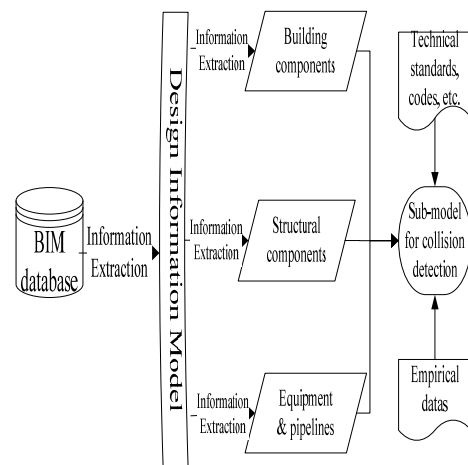 BIM
database
Information
Extraction
Design Information Model
Information
Extraction
Building
components
Information
Extraction
Structural
components
Information
Extraction
Equipment
& pipelines
Technical
standards,
codes, etc.
Sub-model
for collision
detection
Empirical
datas